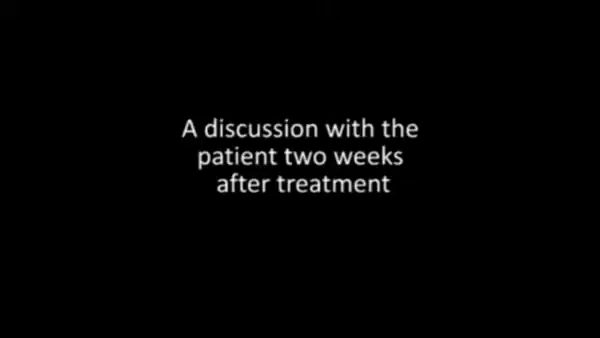 A discussion with the
patient two weeks
after treatment